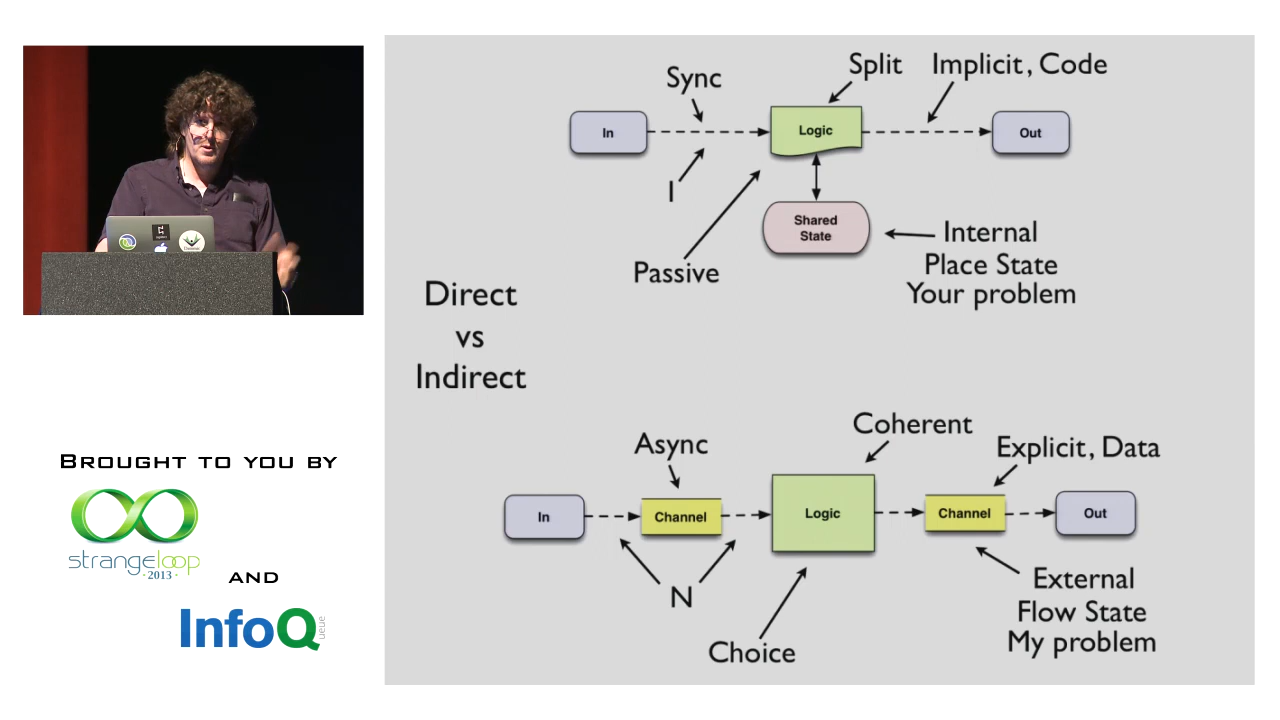 Sync
Split
Implicit, Code
In
Logic
Out
I
Shared
State
Passive
Internal
Place State
Your problem
Direct
vs
Indirect
Coherent
Async
Explicit, Data
In
Channel
Logic
Channel
Out
N
Choice
External
Flow State
My problem
BROUGHT TO YOU BY
strangeloop
·2013·
AND
InfoQ
ueue